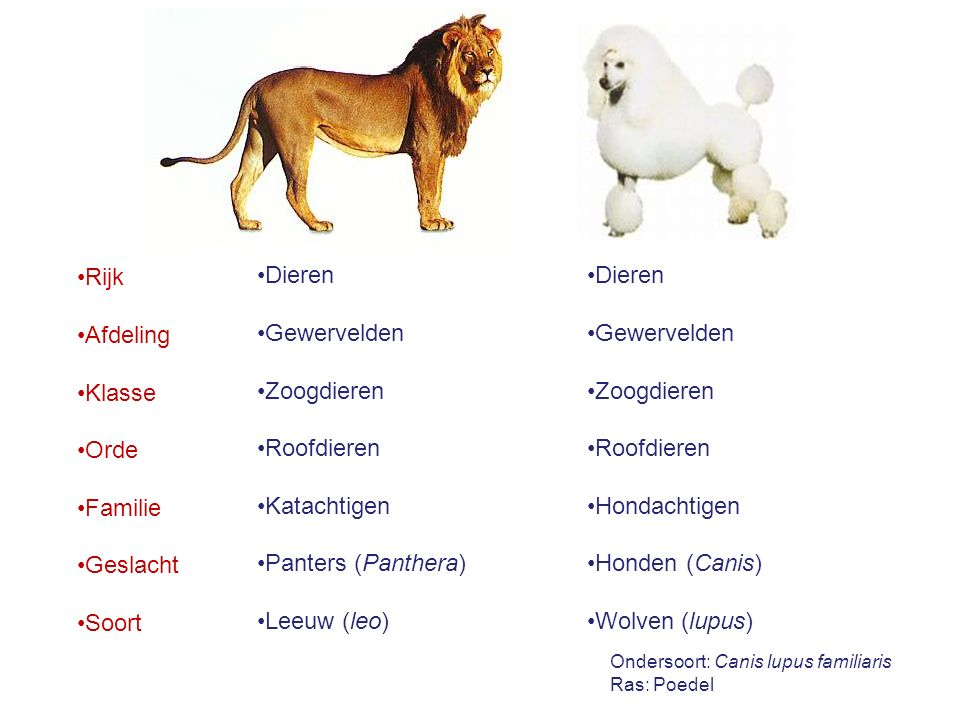 •Rijk
•Afdeling
•Klasse
•Orde
•Familie
•Geslacht
•Soort
•Dieren
•Gewervelden
•Zoogdieren
•Roofdieren
•Katachtigen
•Panters (Panthera)
•Leeuw (leo)
•Dieren
•Gewervelden
•Zoogdieren
•Roofdieren
•Hondachtigen
•Honden (Canis)
•Wolven (lupus)
Ondersoort: Canis lupus familiaris
Ras: Poedel